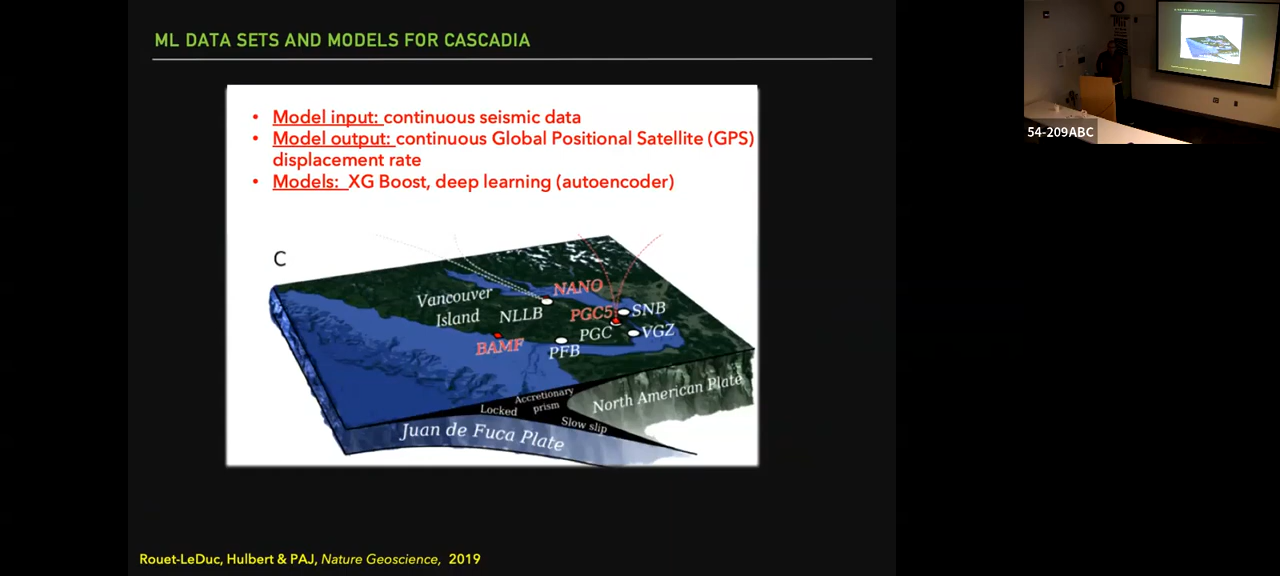 ML DATA SETS AND MODELS FOR CASCADIA
• Model input: continuous seismic data
• Model output: continuous Global Positional Satellite (GPS)
displacement rate
• Models: XG Boost, deep learning (autoencoder)
C
Vancouver
Island
NLLB
NANO
PGC5
SNB
PGC
VGZ
BAMF
PFB
Accretionary
prism
Locked
Slow slip
North American Plate
Juan de Fuca Plate
Rouet-LeDuc, Hulbert & PAJ, Nature Geoscience, 2019
54-209ABC